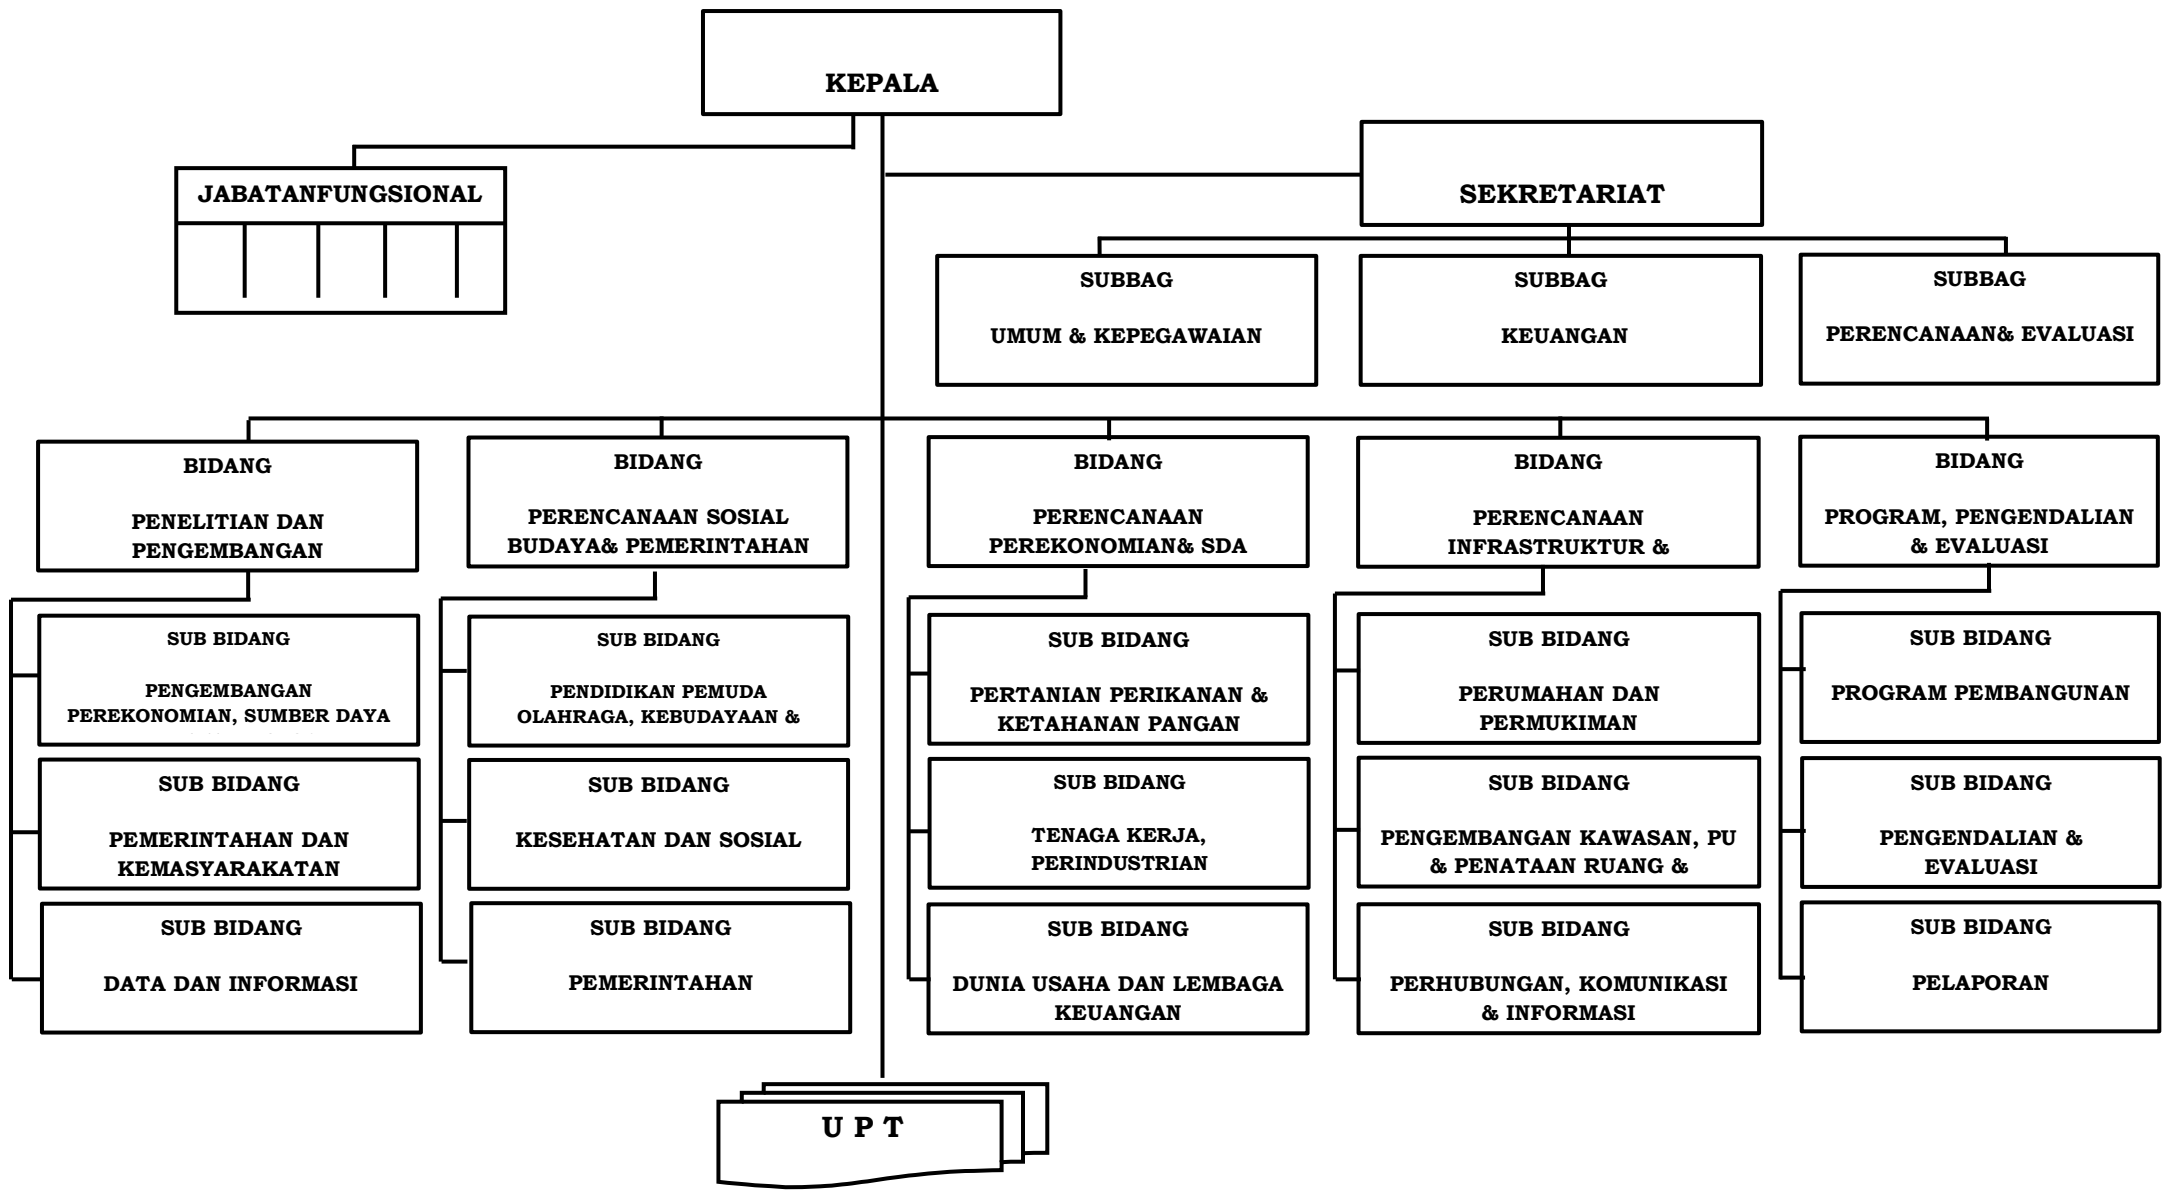 KEPALA
JABATANFUNGSIONAL
SEKRETARIAT
SUBBAG
UMUM & KEPEGAWAIAN
SUBBAG
KEUANGAN
SUBBAG
PERENCANAAN& EVALUASI
BIDANG
PENELITIAN DAN
PENGEMBANGAN
BIDANG
PERENCANAAN SOSIAL
BUDAYA& PEMERINTAHAN
BIDANG
PERENCANAAN
PEREKONOMIAN& SDA
BIDANG
PERENCANAAN
INFRASTRUKTUR &
BIDANG
PROGRAM, PENGENDALIAN
& EVALUASI
SUB BIDANG
PENGEMBANGAN
PEREKONOMIAN, SUMBER DAYA
SUB BIDANG
PENDIDIKAN PEMUDA
OLAHRAGA, KEBUDAYAAN &
SUB BIDANG
PERTANIAN PERIKANAN &
KETAHANAN PANGAN
SUB BIDANG
PERUMAHAN DAN
PERMUKIMAN
SUB BIDANG
PROGRAM PEMBANGUNAN
SUB BIDANG
PEMERINTAHAN DAN
KEMASYARAKATAN
SUB BIDANG
KESEHATAN DAN SOSIAL
SUB BIDANG
TENAGA KERJA,
PERINDUSTRIAN
SUB BIDANG
PENGEMBANGAN KAWASAN, PU
& PENATAAN RUANG &
SUB BIDANG
PENGENDALIAN &
EVALUASI
SUB BIDANG
DATA DAN INFORMASI
SUB BIDANG
PEMERINTAHAN
SUB BIDANG
DUNIA USAHA DAN LEMBAGA
KEUANGAN
SUB BIDANG
PERHUBUNGAN, KOMUNIKASI
& INFORMASI
SUB BIDANG
PELAPORAN
U P T